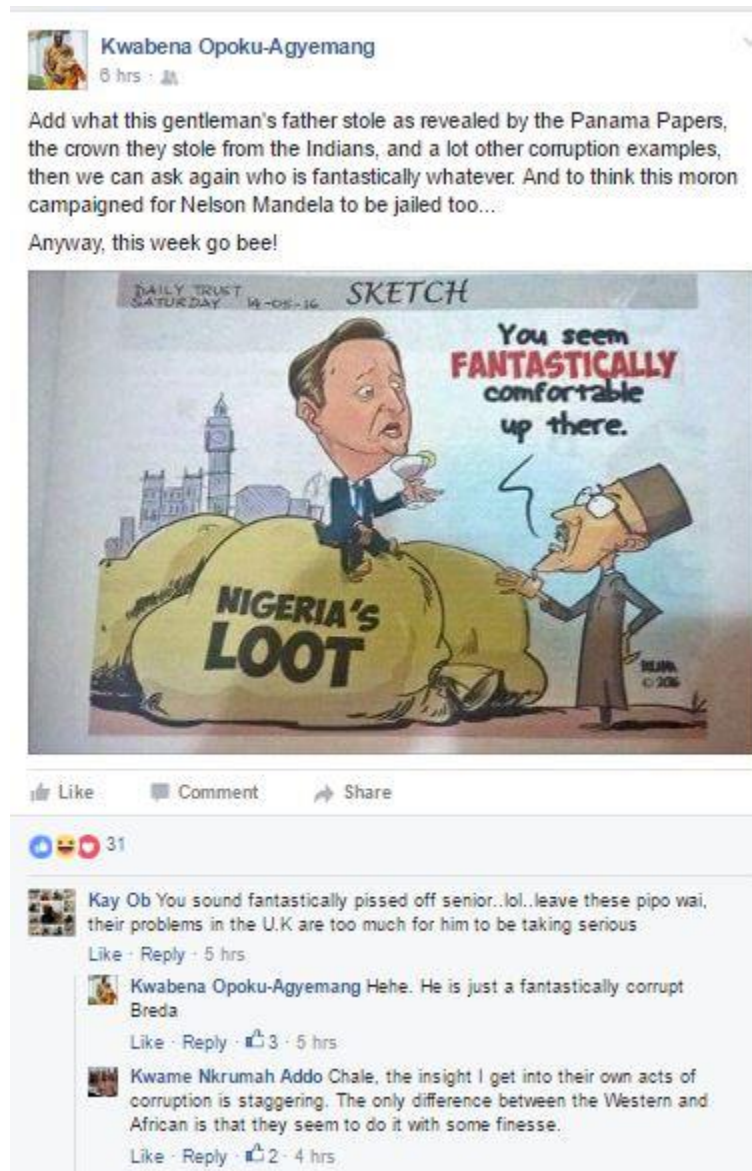 Kwabena Opoku-Agyemang
6 hrs ·
Add what this gentleman's father stole as revealed by the Panama Papers,
the crown they stole from the Indians, and a lot other corruption examples,
then we can ask again who is fantastically whatever. And to think this moron
campaigned for Nelson Mandela to be jailed too...
Anyway, this week go bee!
DAILY TRUST
SATURDAY 14-05-16
SKETCH
You seem
FANTASTICALLY
comfortable
up there.
NIGERIA'S
LOOT
© 2016
Like Comment Share
31
Kay Ob You sound fantastically pissed off senior..lol..leave these pipo wai,
their problems in the U.K are too much for him to be taking serious
Like · Reply · 5 hrs
Kwabena Opoku-Agyemang Hehe. He is just a fantastically corrupt
Breda
Like · Reply · 3 · 5 hrs
Kwame Nkrumah Addo Chale, the insight I get into their own acts of
corruption is staggering. The only difference between the Western and
African is that they seem to do it with some finesse.
Like · Reply · 2 · 4 hrs